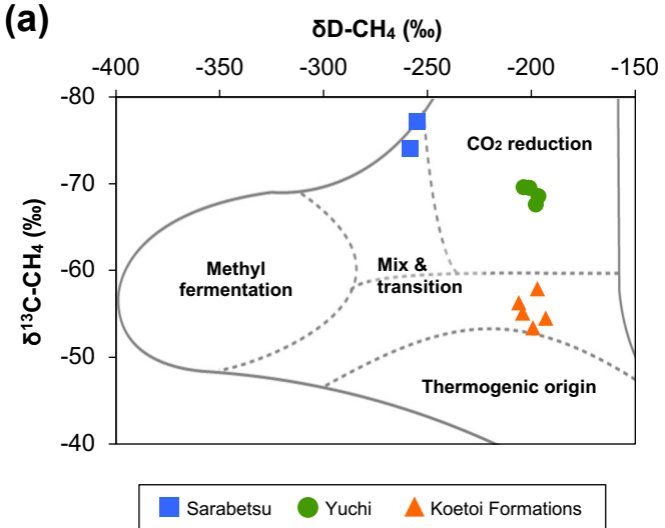 (a)
δD-CH₄ (‰)
-400 -350 -300 -250 -200 -150
-80
-70
-60
-50
-40
δ¹³C-CH₄ (‰)
CO₂ reduction
Methyl
fermentation
Mix &
transition
Thermogenic origin
Sarabetsu Yuchi Koetoi Formations